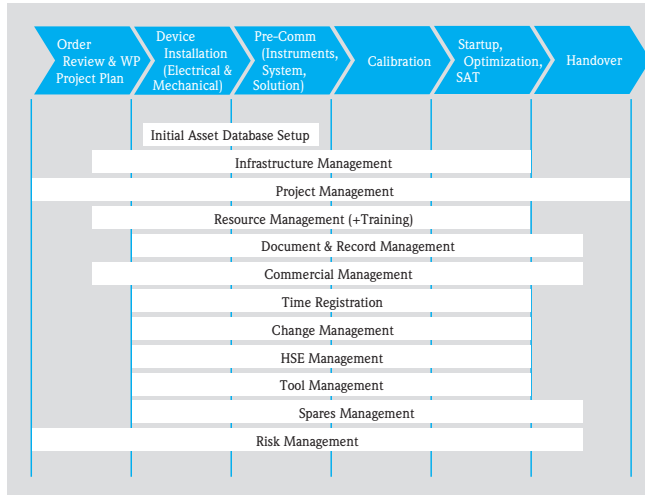 Order
Review & WP
Project Plan
Device
Installation
(Electrical &
Mechanical)
Pre-Comm
(Instruments,
System,
Solution)
Calibration
Startup,
Optimization,
SAT
Handover
Initial Asset Database Setup
Infrastructure Management
Project Management
Resource Management (+Training)
Document & Record Management
Commercial Management
Time Registration
Change Management
HSE Management
Tool Management
Spares Management
Risk Management